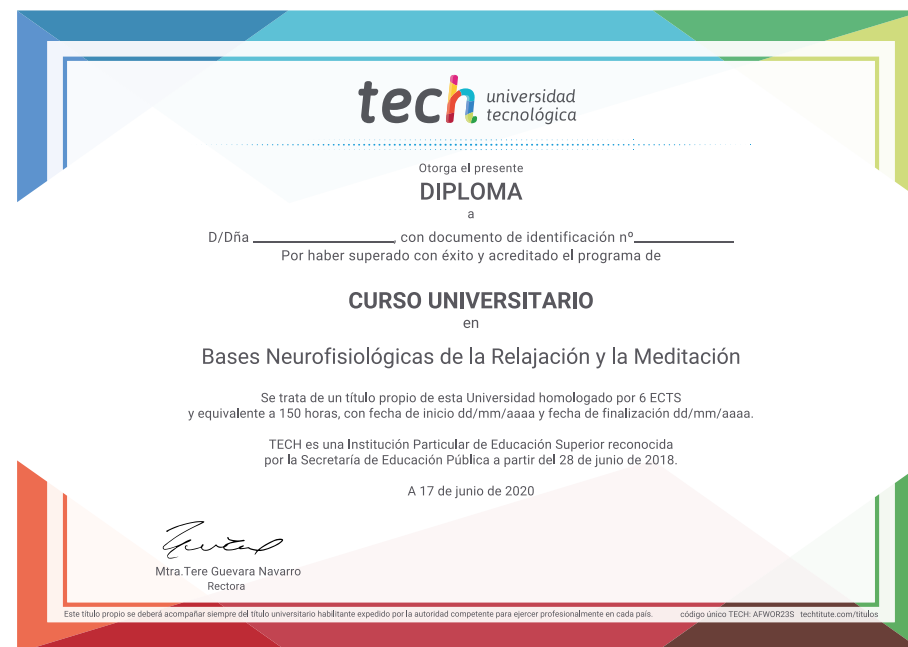 tech universidad
tecnológica
Otorga el presente
DIPLOMA
a
D/Dña ____________________, con documento de identificación nº______________
Por haber superado con éxito y acreditado el programa de
CURSO UNIVERSITARIO
en
Bases Neurofisiológicas de la Relajación y la Meditación
Se trata de un título propio de esta Universidad homologado por 6 ECTS
y equivalente a 150 horas, con fecha de inicio dd/mm/aaaa y fecha de finalización dd/mm/aaaa.
TECH es una Institución Particular de Educación Superior reconocida
por la Secretaría de Educación Pública a partir del 28 de junio de 2018.
A 17 de junio de 2020
Mtra.Tere Guevara Navarro
Rectora
Este título propio se deberá acompañar siempre del título universitario habilitante expedido por la autoridad competente para ejercer profesionalmente en cada país. código único TECH: AFWOR23S techtitute.com/titulos